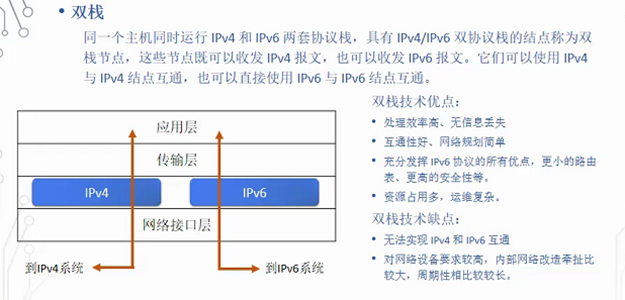 • 双栈
同一个主机同时运行 IPv4 和 IPv6 两套协议栈，具有 IPv4/IPv6 双协议栈的结点称为双
栈节点，这些节点既可以收发 IPv4 报文，也可以收发 IPv6 报文。它们可以使用 IPv4
与 IPv4 结点互通，也可以直接使用 IPv6 与 IPv6 结点互通。
应用层
传输层
IPv4
IPv6
网络接口层
到IPv4系统
到IPv6系统
双栈技术优点：
• 处理效率高、无信息丢失
• 互通性好、网络规划简单
• 充分发挥 IPv6 协议的所有优点，更小的路由
表、更高的安全性等。
• 资源占用多，运维复杂。
双栈技术缺点：
• 无法实现 IPv4 和 IPv6 互通
• 对网络设备要求较高，内部网络改造牵扯比
较大，周期性相比较较长。